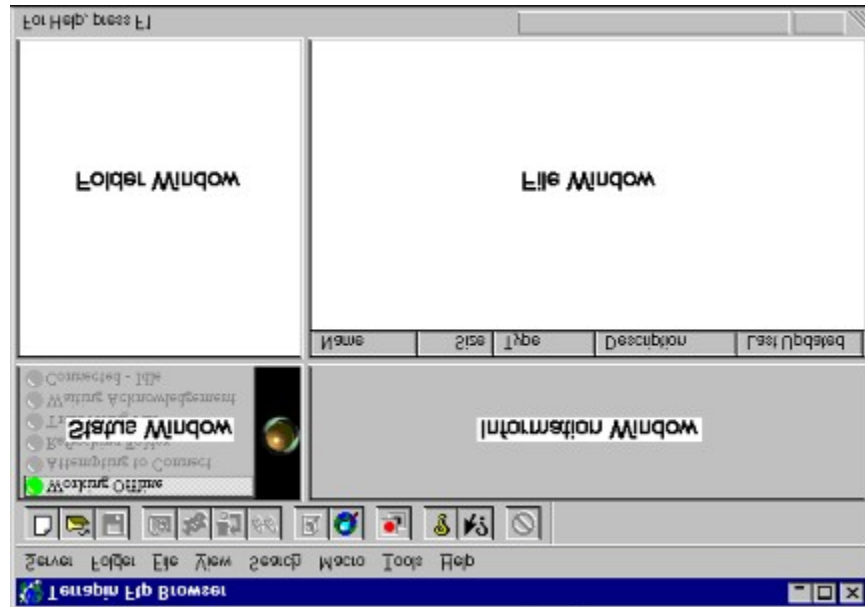 Terrapin Ftp Browser
Server Folder File View Search Macro Tools Help
Working Offline
Attempting to Connect
Status Window
Waiting Acknowledgement
Connected - Idle
Information Window
Name Size Type Description Last Updated
Folder Window
File Window
For Help, press F1